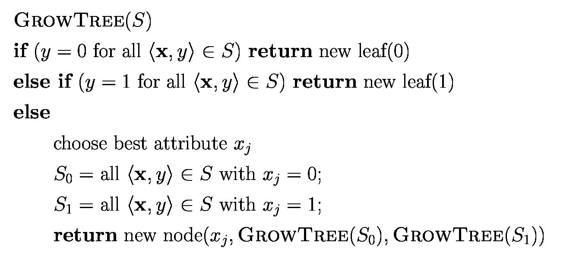 GROWTREE(S)
if (y = 0 for all ⟨x, y⟩ ∈ S) return new leaf(0)
else if (y = 1 for all ⟨x, y⟩ ∈ S) return new leaf(1)
else
choose best attribute xⱼ
S₀ = all ⟨x, y⟩ ∈ S with xⱼ = 0;
S₁ = all ⟨x, y⟩ ∈ S with xⱼ = 1;
return new node(xⱼ, GROWTREE(S₀), GROWTREE(S₁))